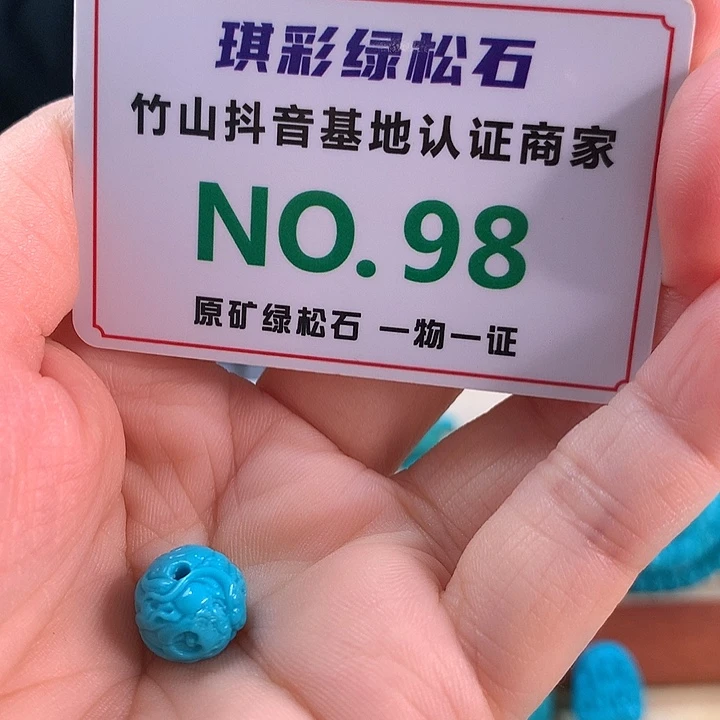 琪彩绿松石
竹山抖音基地认证商家
NO.98
原矿绿松石 一物一证